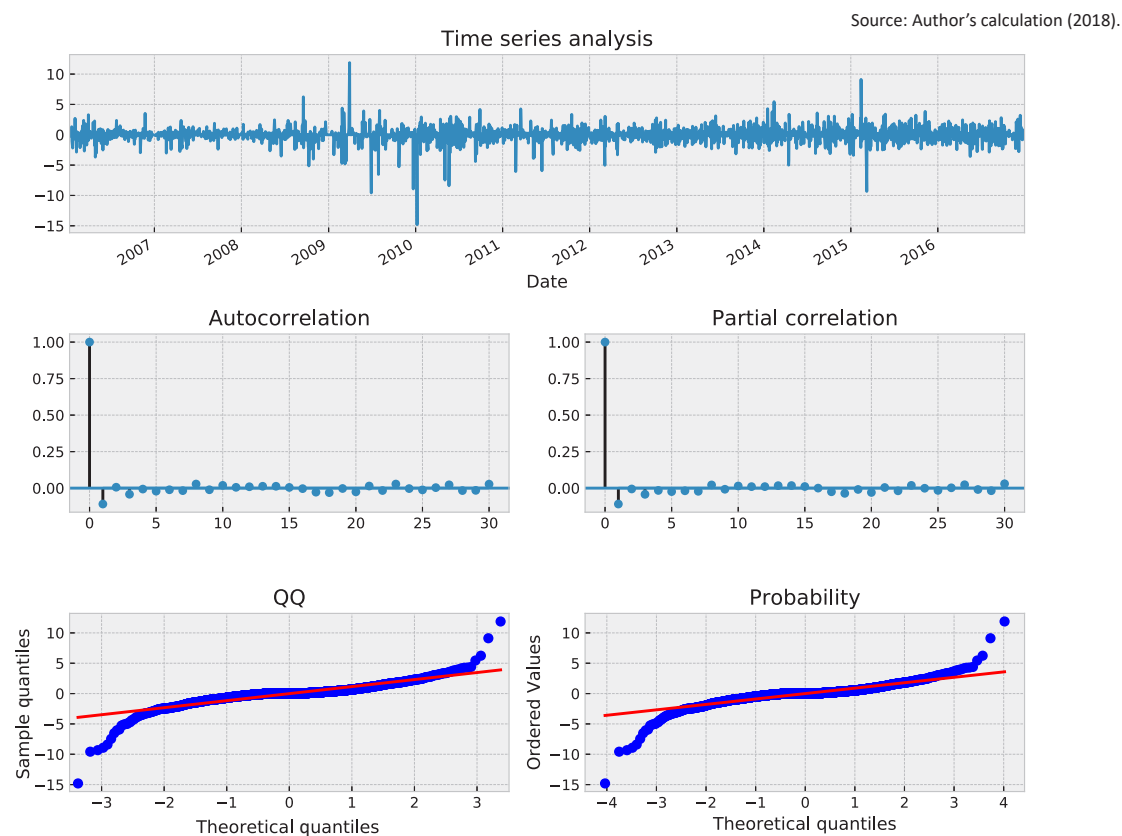 Source: Author's calculation (2018).
Time series analysis
10
5
0
−5
−10
−15
2007 2008 2009 2010 2011 2012 2013 2014 2015 2016
Date
Autocorrelation
1.00
0.75
0.50
0.25
0.00
0 5 10 15 20 25 30
Partial correlation
1.00
0.75
0.50
0.25
0.00
0 5 10 15 20 25 30
QQ
Sample quantiles
10
5
0
−5
−10
−15
−3 −2 −1 0 1 2 3
Theoretical quantiles
Probability
Ordered Values
10
5
0
−5
−10
−15
−4 −3 −2 −1 0 1 2 3 4
Theoretical quantiles